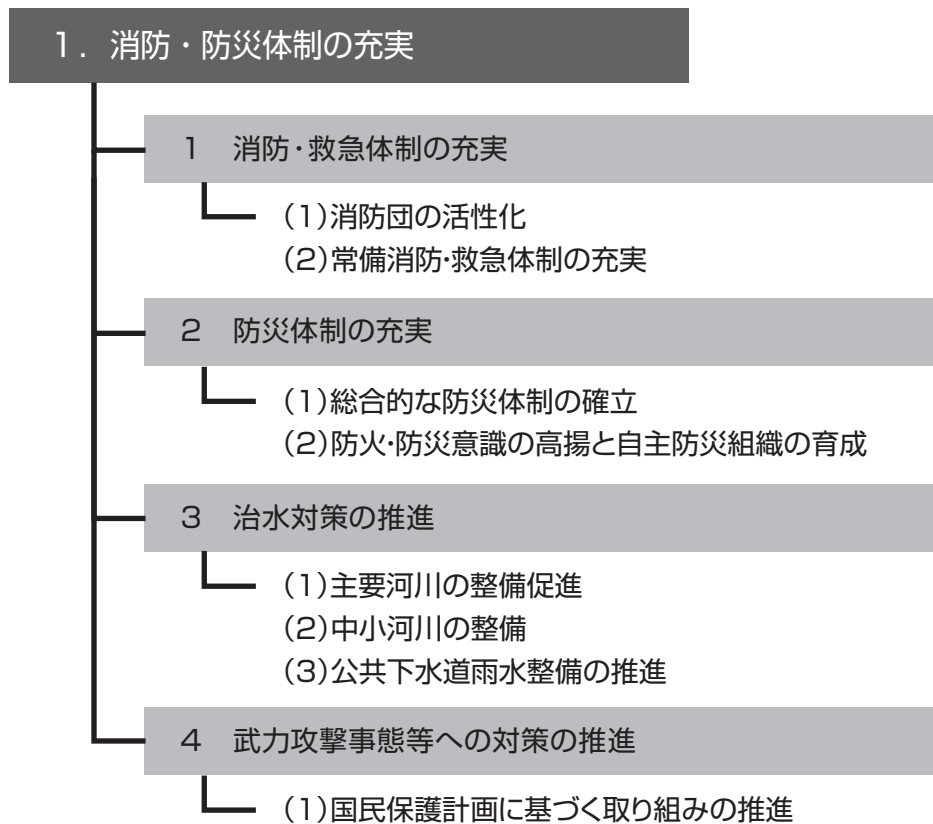 1．消防・防災体制の充実
1　消防・救急体制の充実
（1）消防団の活性化
（2）常備消防・救急体制の充実
2　防災体制の充実
（1）総合的な防災体制の確立
（2）防火・防災意識の高揚と自主防災組織の育成
3　治水対策の推進
（1）主要河川の整備促進
（2）中小河川の整備
（3）公共下水道雨水整備の推進
4　武力攻撃事態等への対策の推進
（1）国民保護計画に基づく取り組みの推進